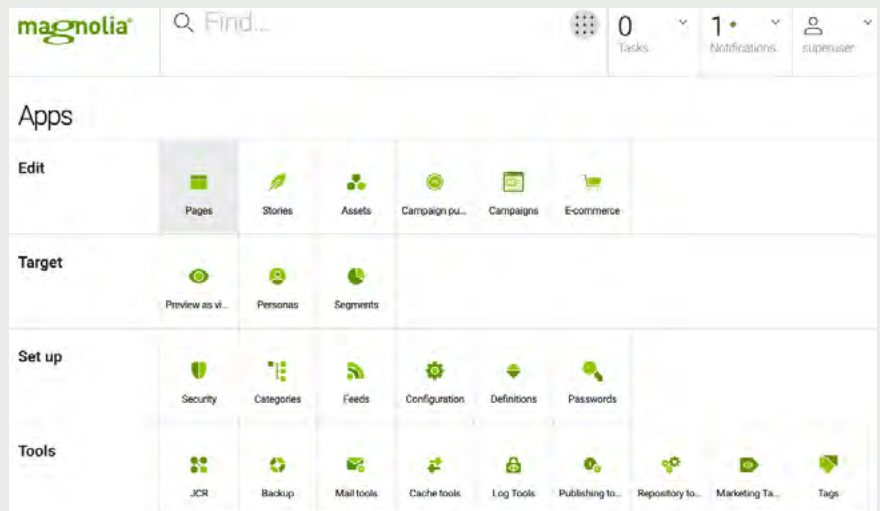 magnolia®
Find...
0
Tasks
1
Notifications
superuser
Apps
Edit
Pages
Stories
Assets
Campaign pu...
Campaigns
E-commerce
Target
Preview as vi...
Personas
Segments
Set up
Security
Categories
Feeds
Configuration
Definitions
Passwords
Tools
JCR
Backup
Mail tools
Cache tools
Log Tools
Publishing to...
Repository to...
Marketing Ta...
Tags